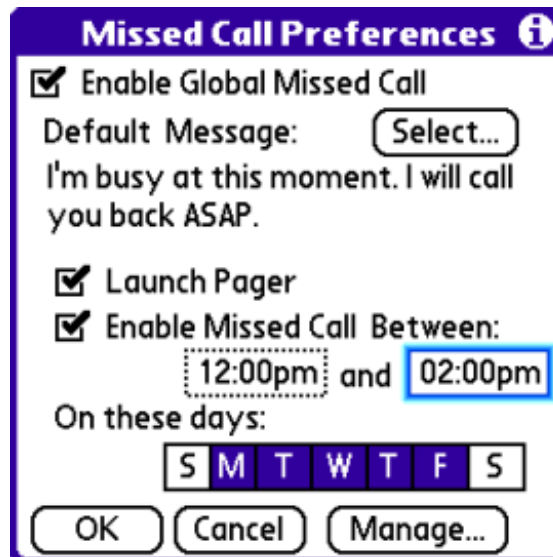 Missed Call Preferences i
Enable Global Missed Call
Default Message: Select...
I'm busy at this moment. I will call
you back ASAP.
Launch Pager
Enable Missed Call Between:
12:00pm and 02:00pm
On these days:
S M T W T F S
OK Cancel Manage...